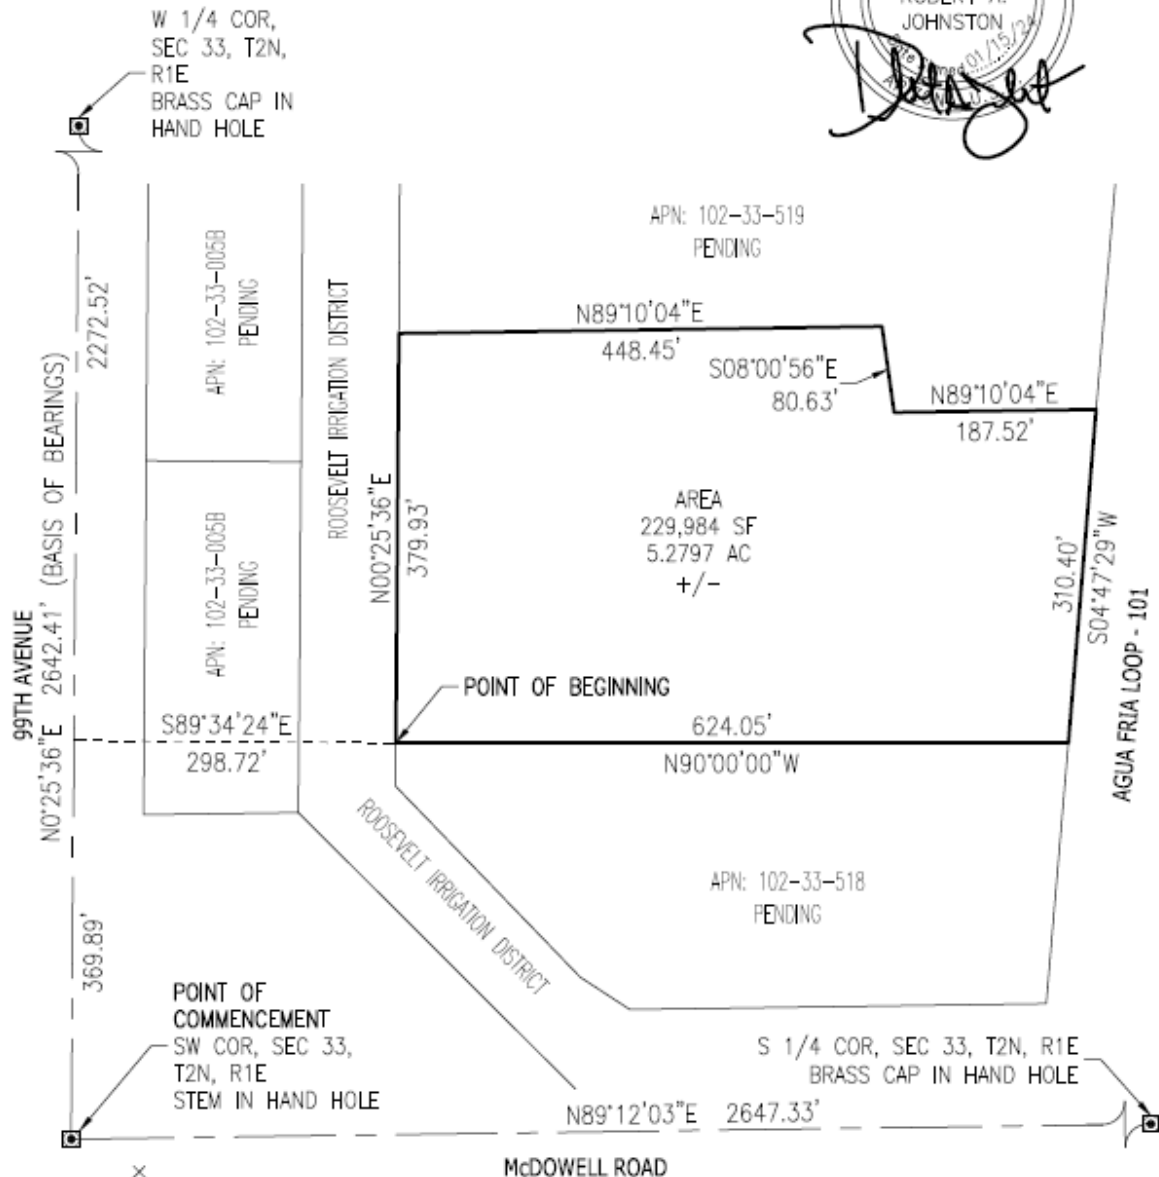 W 1/4 COR,
SEC 33, T2N,
R1E
BRASS CAP IN
HAND HOLE
JOHNSTON
01/15/24
APN: 102-33-519
PENDING
APN: 102-33-005B
PENDING
ROOSEVELT IRRIGATION DISTRICT
2272.52'
N89°10'04"E
448.45'
S08°00'56"E
80.63'
N89°10'04"E
187.52'
N00°25'36"E
379.93'
AREA
229,984 SF
5.2797 AC
+/-
310.40'
S04°47'29"W
AGUA FRIA LOOP - 101
APN: 102-33-005B
PENDING
99TH AVENUE
N0°25'36"E 2642.41' (BASIS OF BEARINGS)
POINT OF BEGINNING
S89°34'24"E
298.72'
624.05'
N90°00'00"W
ROOSEVELT IRRIGATION DISTRICT
APN: 102-33-518
PENDING
369.89'
POINT OF
COMMENCEMENT
SW COR, SEC 33,
T2N, R1E
STEM IN HAND HOLE
S 1/4 COR, SEC 33, T2N, R1E
BRASS CAP IN HAND HOLE
N89°12'03"E 2647.33'
McDOWELL ROAD